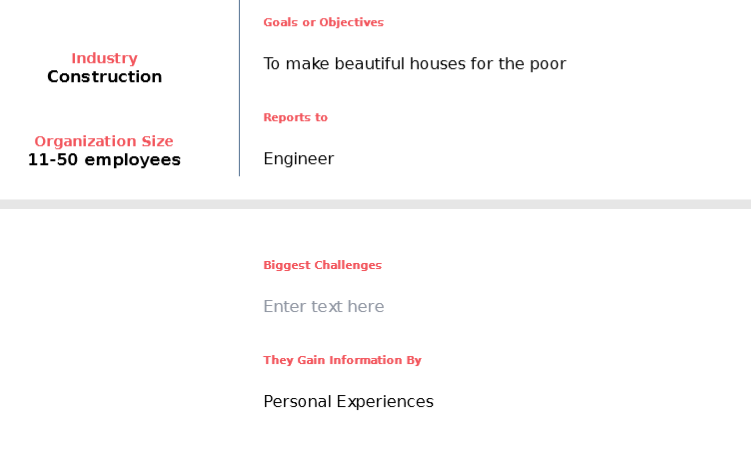 Industry
Construction
Organization Size
11-50 employees
Goals or Objectives
To make beautiful houses for the poor
Reports to
Engineer
Biggest Challenges
Enter text here
They Gain Information By
Personal Experiences